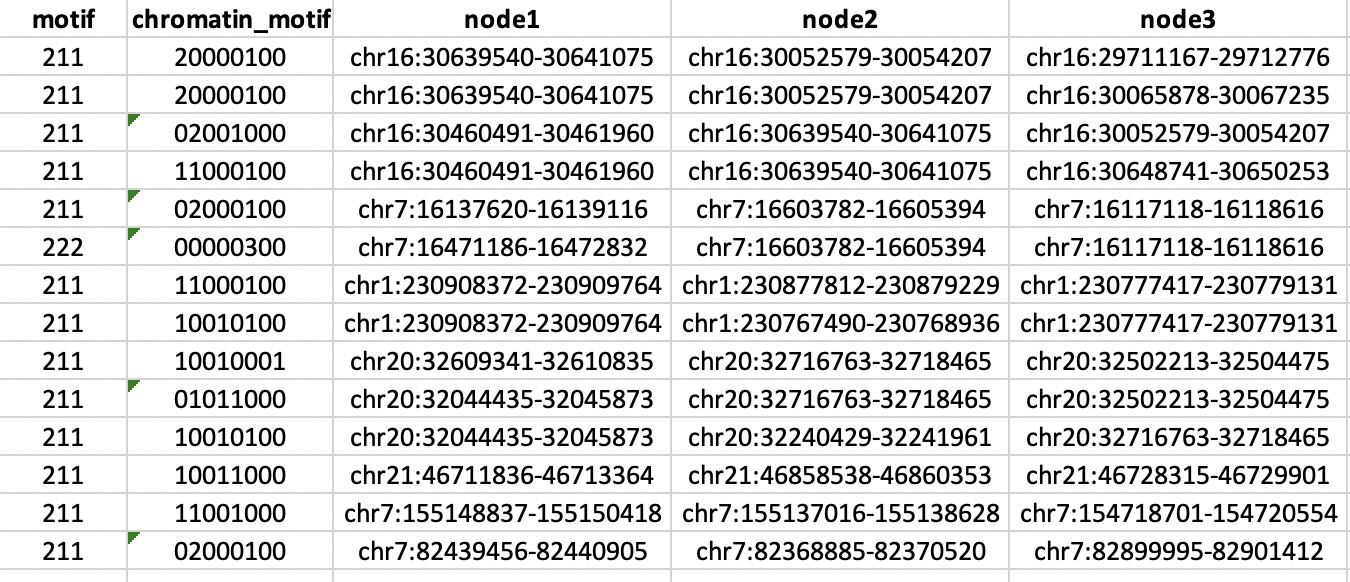 motif chromatin_motif node1 node2 node3
211 20000100 chr16:30639540-30641075 chr16:30052579-30054207 chr16:29711167-29712776
211 20000100 chr16:30639540-30641075 chr16:30052579-30054207 chr16:30065878-30067235
211 02001000 chr16:30460491-30461960 chr16:30639540-30641075 chr16:30052579-30054207
211 11000100 chr16:30460491-30461960 chr16:30639540-30641075 chr16:30648741-30650253
211 02000100 chr7:16137620-16139116 chr7:16603782-16605394 chr7:16117118-16118616
222 00000300 chr7:16471186-16472832 chr7:16603782-16605394 chr7:16117118-16118616
211 11000100 chr1:230908372-230909764 chr1:230877812-230879229 chr1:230777417-230779131
211 10010100 chr1:230908372-230909764 chr1:230767490-230768936 chr1:230777417-230779131
211 10010001 chr20:32609341-32610835 chr20:32716763-32718465 chr20:32502213-32504475
211 01011000 chr20:32044435-32045873 chr20:32716763-32718465 chr20:32502213-32504475
211 10010100 chr20:32044435-32045873 chr20:32240429-32241961 chr20:32716763-32718465
211 10011000 chr21:46711836-46713364 chr21:46858538-46860353 chr21:46728315-46729901
211 11001000 chr7:155148837-155150418 chr7:155137016-155138628 chr7:154718701-154720554
211 02000100 chr7:82439456-82440905 chr7:82368885-82370520 chr7:82899995-82901412